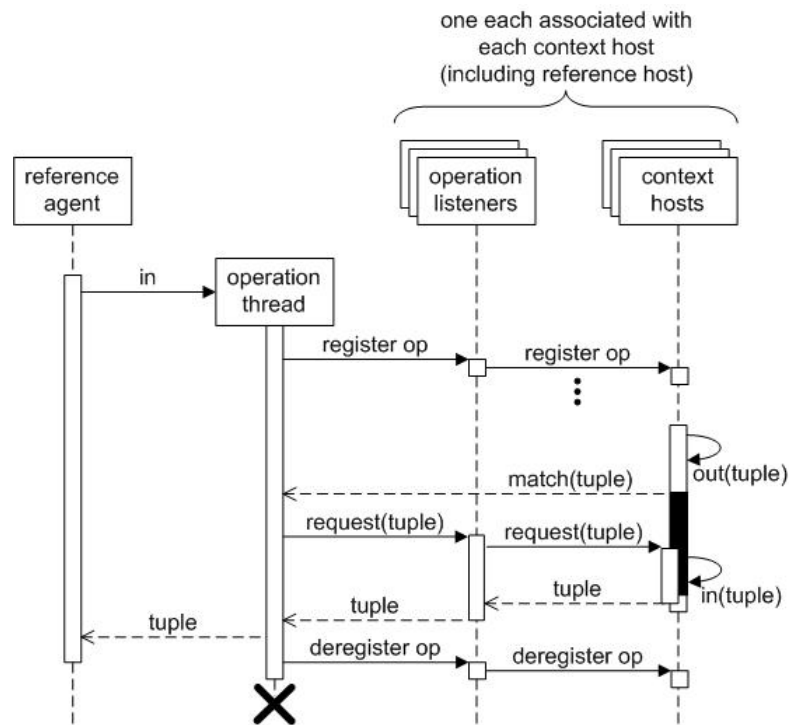 one each associated with
each context host
(including reference host)
reference
agent
operation
listeners
context
hosts
in
operation
thread
register op
register op
out(tuple)
match(tuple)
request(tuple)
request(tuple)
in(tuple)
tuple
tuple
tuple
deregister op
deregister op